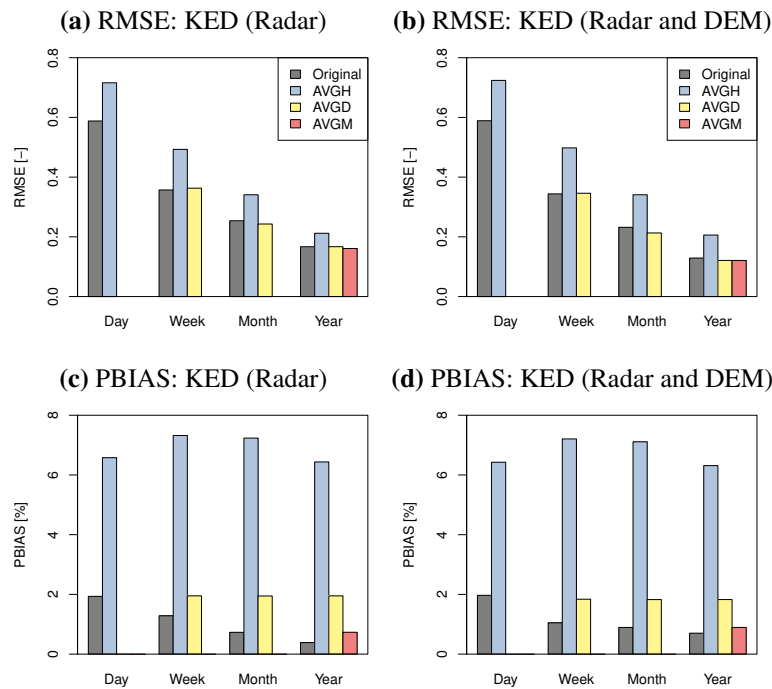 (a) RMSE: KED (Radar)
RMSE [−]
0.0
0.2
0.4
0.6
0.8
Original
AVGH
AVGD
AVGM
Day Week Month Year
(b) RMSE: KED (Radar and DEM)
RMSE [−]
0.0
0.2
0.4
0.6
0.8
Original
AVGH
AVGD
AVGM
Day Week Month Year
(c) PBIAS: KED (Radar)
PBIAS [%]
0
2
4
6
8
Day Week Month Year
(d) PBIAS: KED (Radar and DEM)
PBIAS [%]
0
2
4
6
8
Day Week Month Year